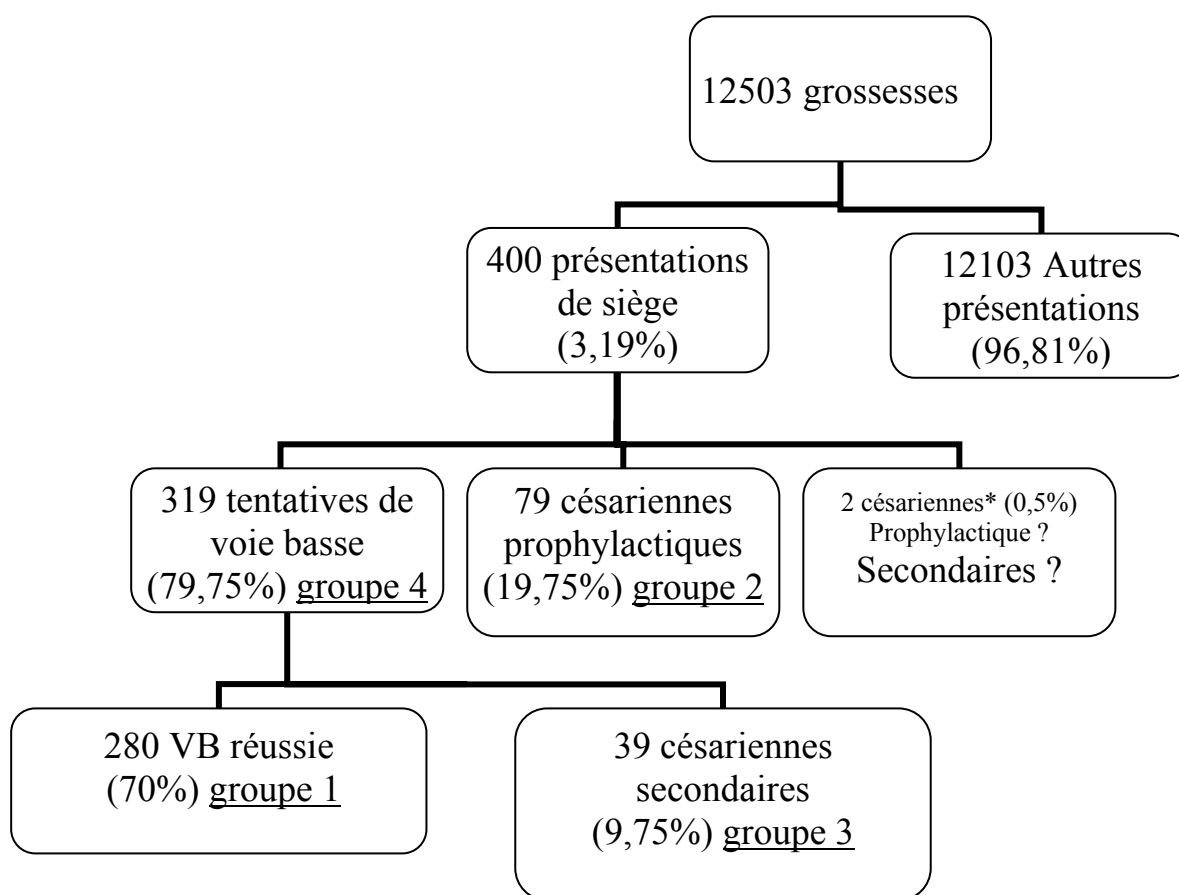 12503 grossesses
400 présentations
de siège
(3,19%)
12103 Autres
présentations
(96,81%)
319 tentatives de
voie basse
(79,75%) groupe 4
79 césariennes
prophylactiques
(19,75%) groupe 2
2 césariennes* (0,5%)
Prophylactique ?
Secondaires ?
280 VB réussie
(70%) groupe 1
39 césariennes
secondaires
(9,75%) groupe 3